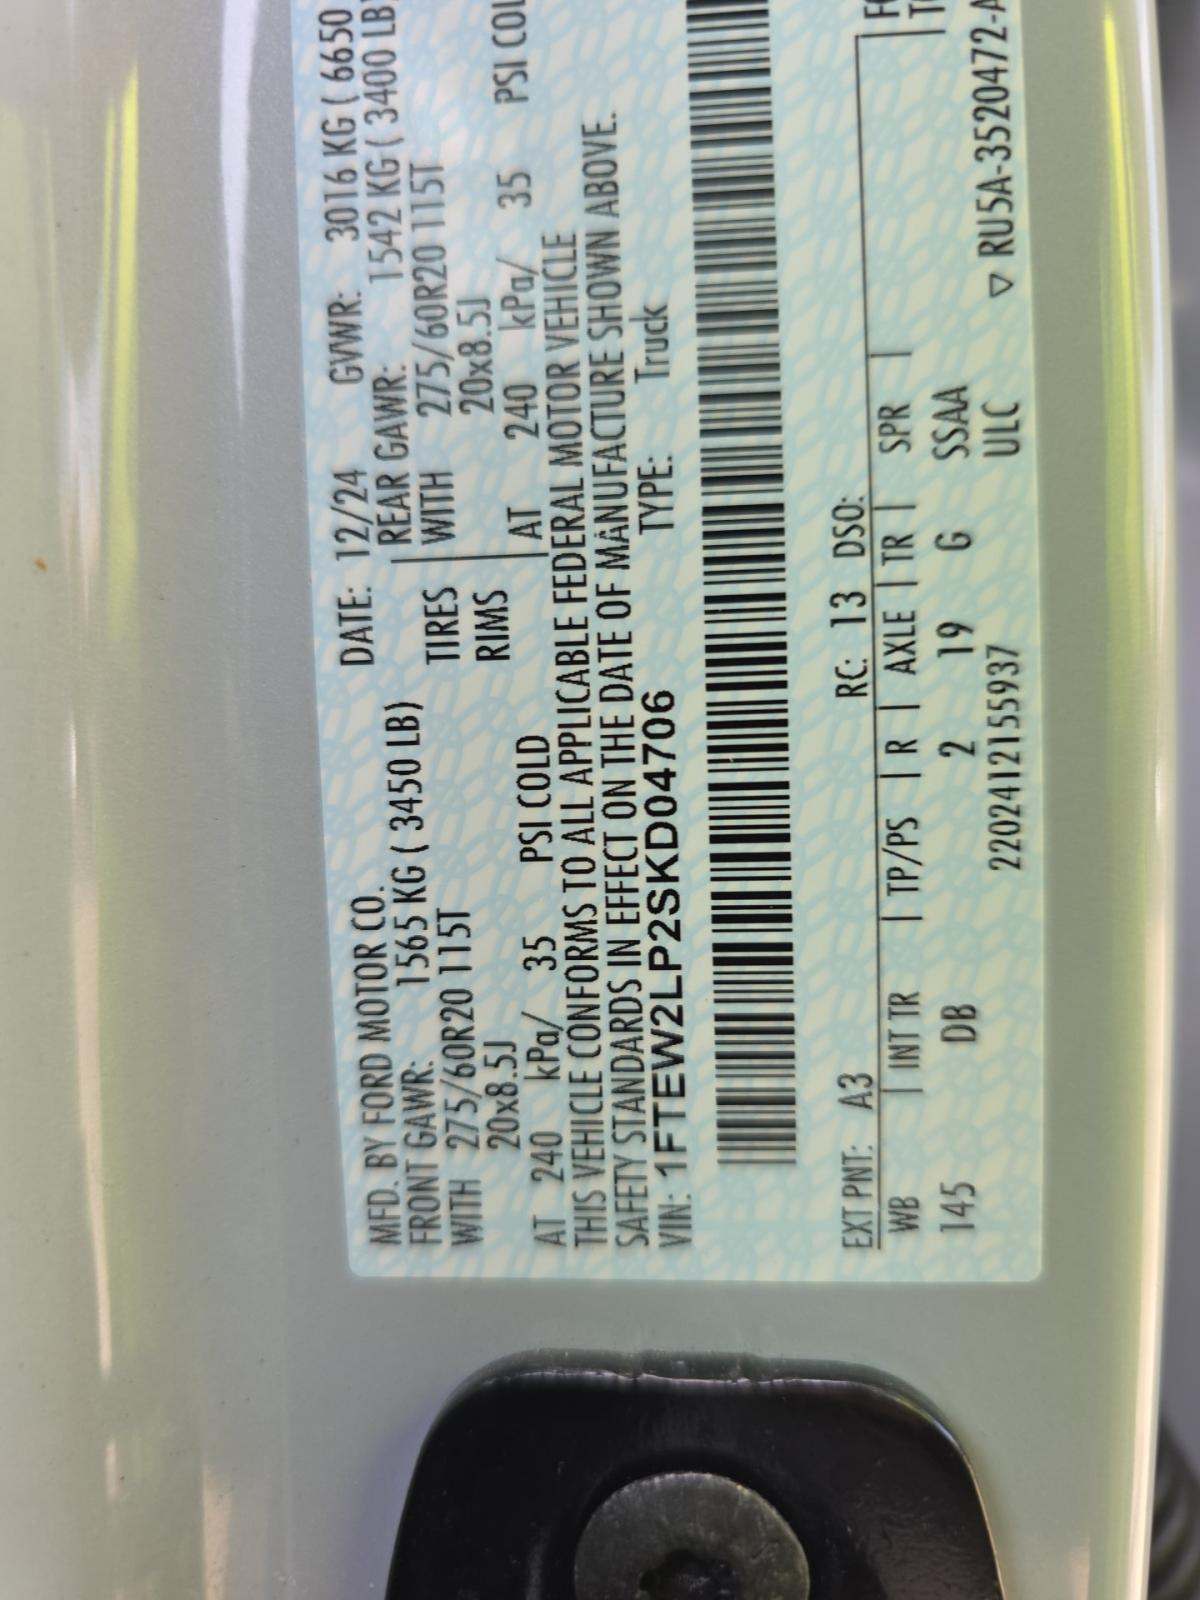 MFD. BY FORD MOTOR CO. DATE: 12/24 GVWR: 3016 KG ( 6650
FRONT GAWR: 1565 KG ( 3450 LB) REAR GAWR: 1542 KG ( 3400 LB)
WITH 275/60R20 115T TIRES WITH 275/60R20 115T
20x8.5J RIMS 20x8.5J
AT 240 kPa/ 35 PSI COLD AT 240 kPa/ 35 PSI COL
THIS VEHICLE CONFORMS TO ALL APPLICABLE FEDERAL MOTOR VEHICLE
SAFETY STANDARDS IN EFFECT ON THE DATE OF MANUFACTURE SHOWN ABOVE.
VIN: 1FTEW2LP2SKD04706 TYPE: Truck
EXT PNT: A3 RC: 13 DSO:
WB | INT TR | TP/PS | R | AXLE | TR | SPR |
145 DB 2 19 G SSAA
2202412155937 ULC ▽ RU5A-3520472-A